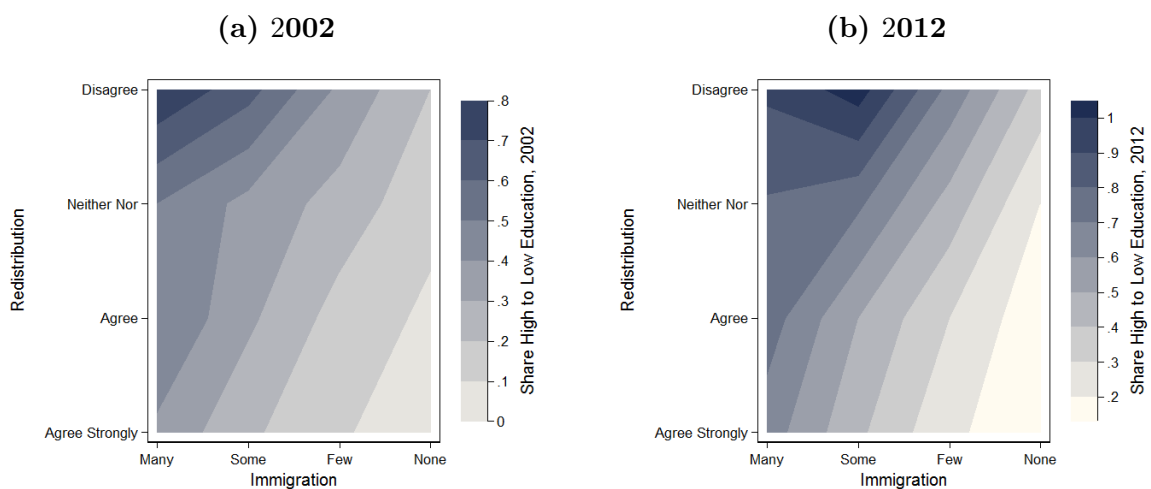 (a) 2002
Disagree
Neither Nor
Agree
Agree Strongly
Redistribution
Many
Some
Few
None
Immigration
.8
.7
.6
.5
.4
.3
.2
.1
0
Share High to Low Education, 2002
(b) 2012
Disagree
Neither Nor
Agree
Agree Strongly
Redistribution
Many
Some
Few
None
Immigration
1
.9
.8
.7
.6
.5
.4
.3
.2
Share High to Low Education, 2012